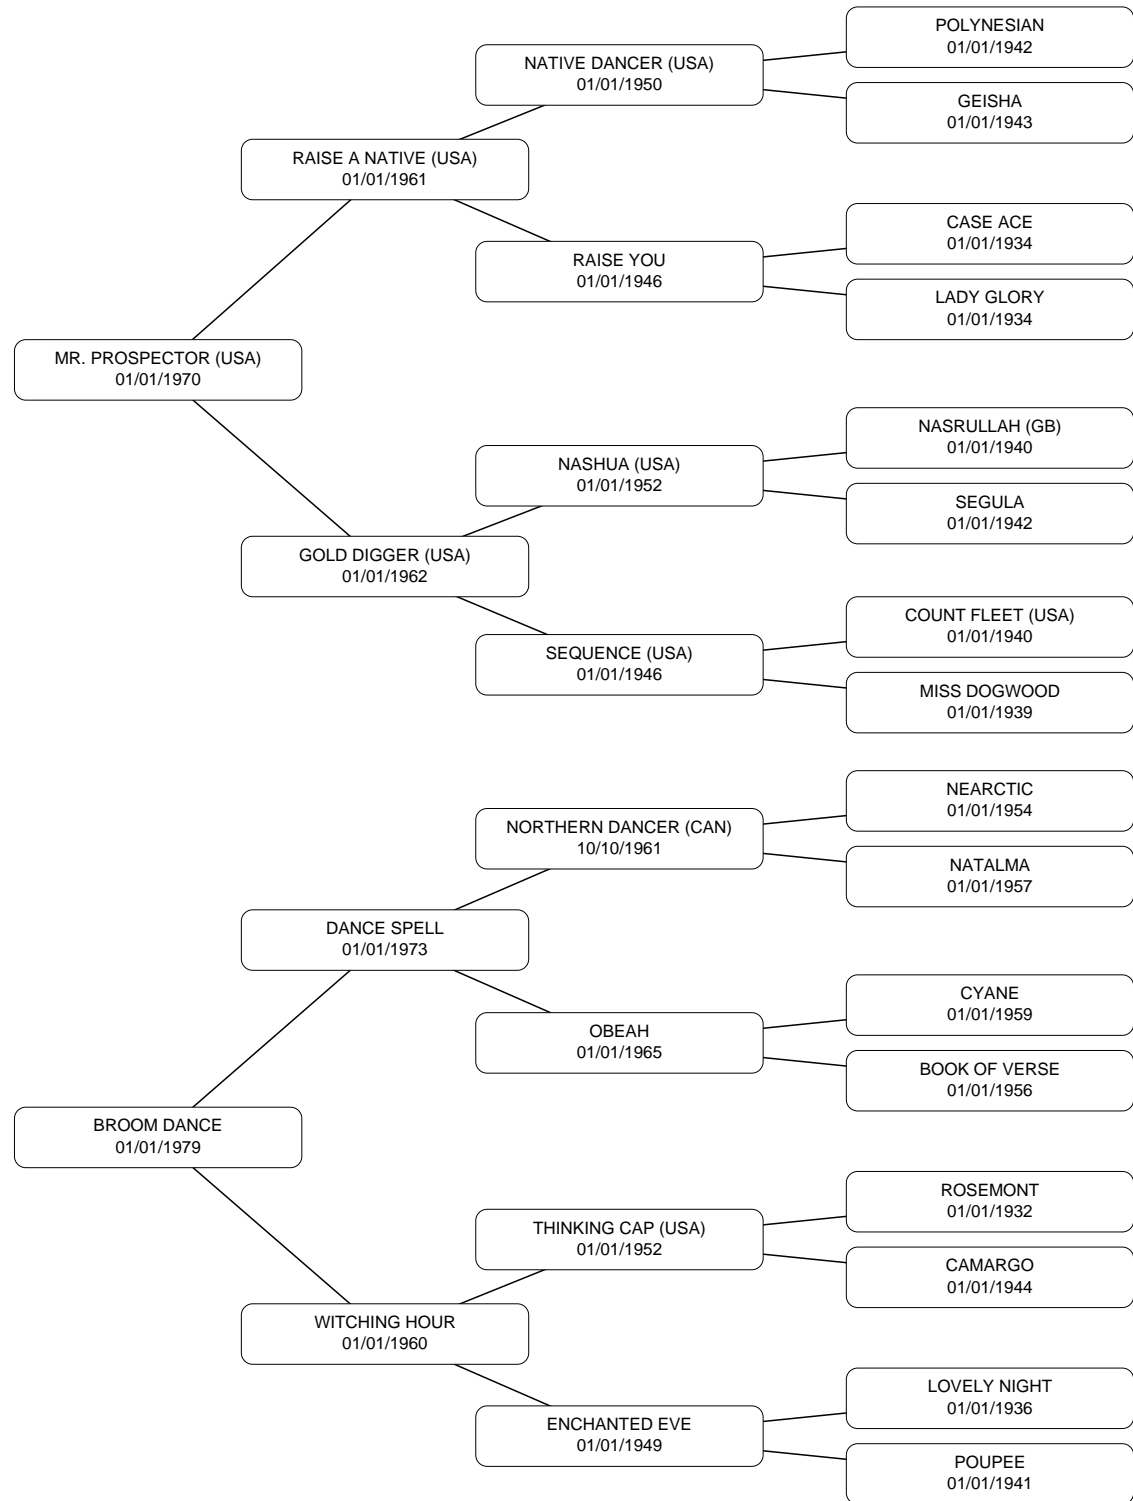 POLYNESIAN
01/01/1942
NATIVE DANCER (USA)
01/01/1950
GEISHA
01/01/1943
RAISE A NATIVE (USA)
01/01/1961
CASE ACE
01/01/1934
RAISE YOU
01/01/1946
LADY GLORY
01/01/1934
MR. PROSPECTOR (USA)
01/01/1970
NASRULLAH (GB)
01/01/1940
NASHUA (USA)
01/01/1952
SEGULA
01/01/1942
GOLD DIGGER (USA)
01/01/1962
COUNT FLEET (USA)
01/01/1940
SEQUENCE (USA)
01/01/1946
MISS DOGWOOD
01/01/1939
NEARCTIC
01/01/1954
NORTHERN DANCER (CAN)
10/10/1961
NATALMA
01/01/1957
DANCE SPELL
01/01/1973
CYANE
01/01/1959
OBEAH
01/01/1965
BOOK OF VERSE
01/01/1956
BROOM DANCE
01/01/1979
ROSEMONT
01/01/1932
THINKING CAP (USA)
01/01/1952
CAMARGO
01/01/1944
WITCHING HOUR
01/01/1960
LOVELY NIGHT
01/01/1936
ENCHANTED EVE
01/01/1949
POUPEE
01/01/1941